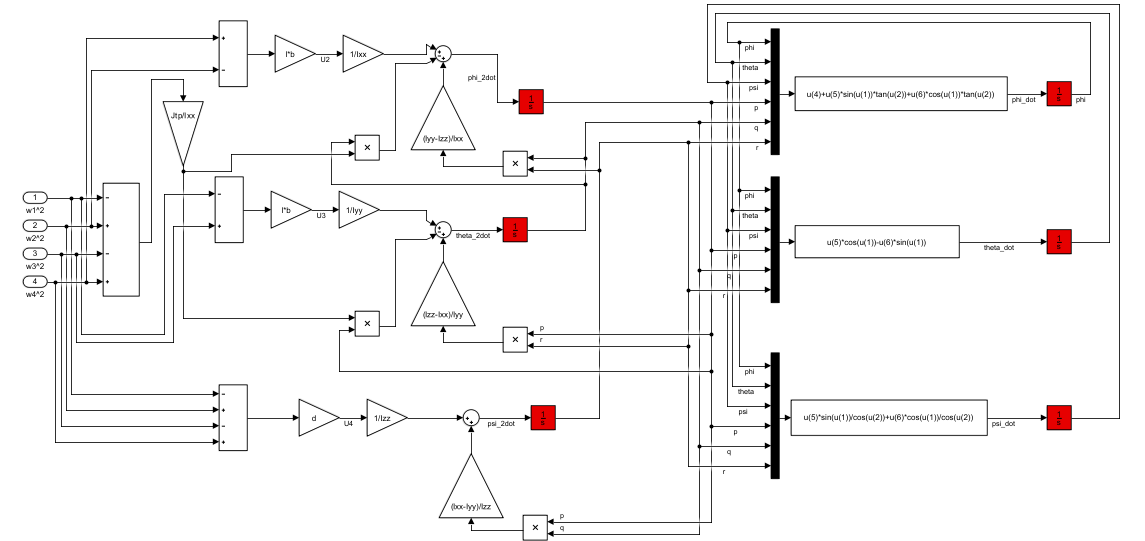 l*b
U2
1/Ixx
phi_2dot
Jtp/Ixx
(Iyy-Izz)/Ixx
×
×
phi
theta
psi
p
q
r
u(4)+u(5)*sin(u(1))*tan(u(2))+u(6)*cos(u(1))*tan(u(2))
phi_dot
phi
1
w1^2
2
w2^2
3
w3^2
4
w4^2
l*b
U3
1/Iyy
theta_2dot
(Izz-Ixx)/Iyy
×
×
p
r
phi
theta
psi
p
q
r
u(5)*cos(u(1))-u(6)*sin(u(1))
theta_dot
d
U4
1/Izz
psi_2dot
(Ixx-Iyy)/Izz
×
p
q
phi
theta
psi
p
q
r
u(5)*sin(u(1))/cos(u(2))+u(6)*cos(u(1))/cos(u(2))
psi_dot